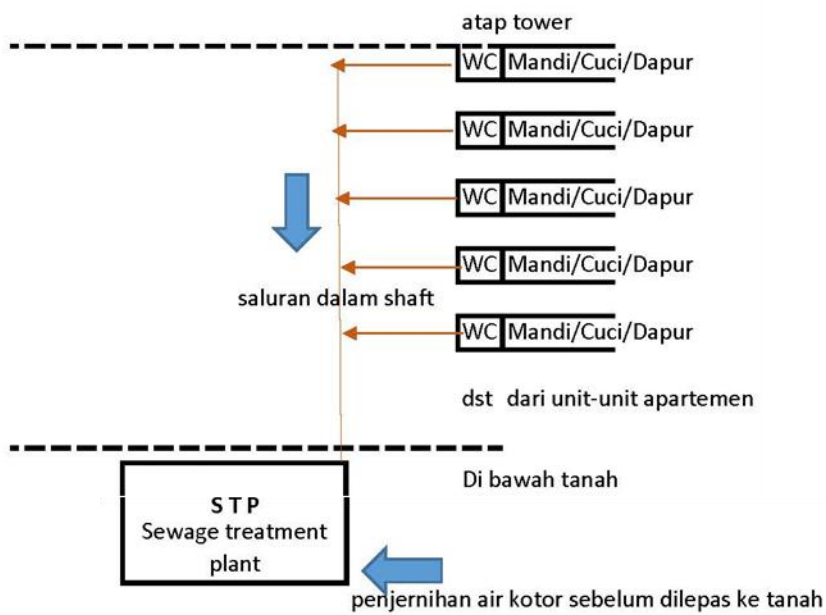 atap tower
WC Mandi/Cuci/Dapur
WC Mandi/Cuci/Dapur
WC Mandi/Cuci/Dapur
WC Mandi/Cuci/Dapur
saluran dalam shaft
WC Mandi/Cuci/Dapur
dst dari unit-unit apartemen
Di bawah tanah
S T P
Sewage treatment
plant
penjernihan air kotor sebelum dilepas ke tanah